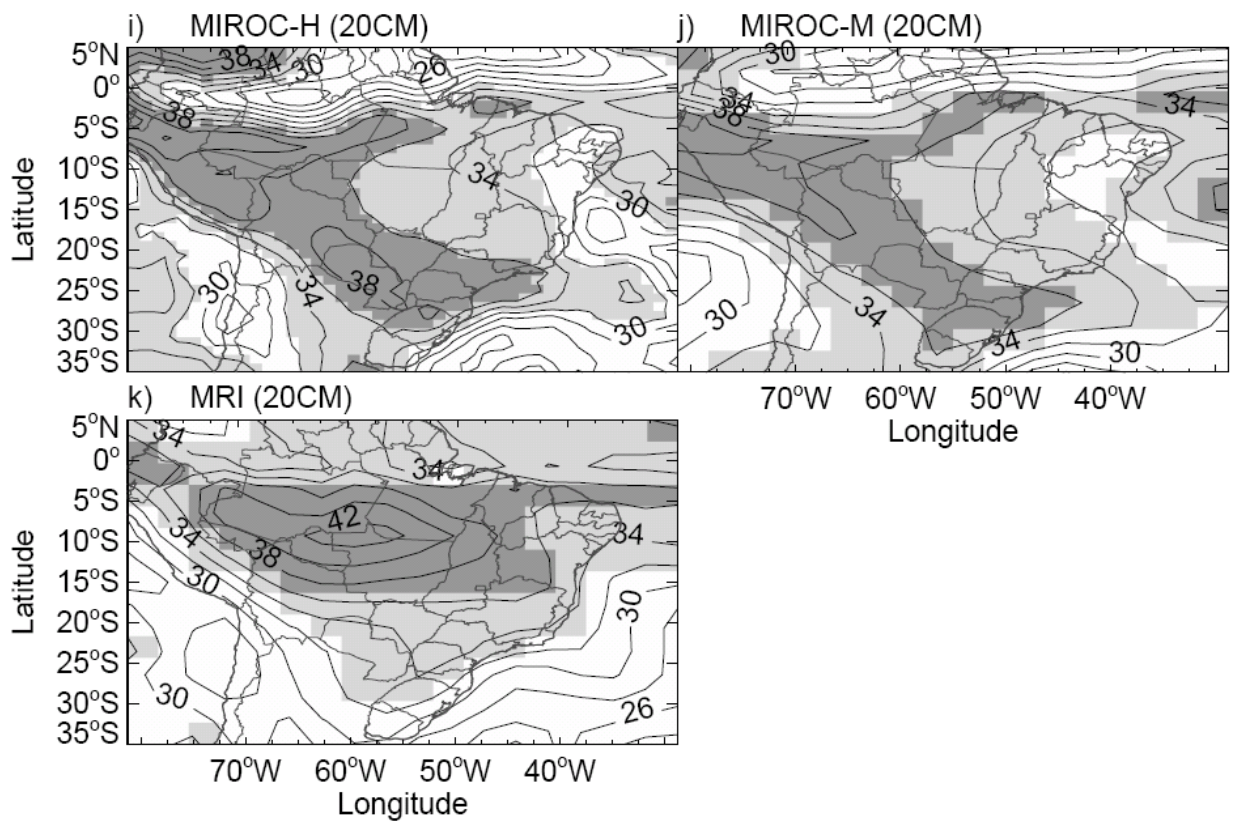 i) MIROC-H (20CM)
j) MIROC-M (20CM)
5°N
0°
5°S
10°S
15°S
20°S
25°S
30°S
35°S
Latitude
38
34
30
26
38
34
30
38
30
34
30
30
34
38
34
30
34
34
30
70°W 60°W 50°W 40°W
Longitude
k) MRI (20CM)
5°N
0°
5°S
10°S
15°S
20°S
25°S
30°S
35°S
Latitude
34
34
42
34
34
38
30
30
30
26
70°W 60°W 50°W 40°W
Longitude